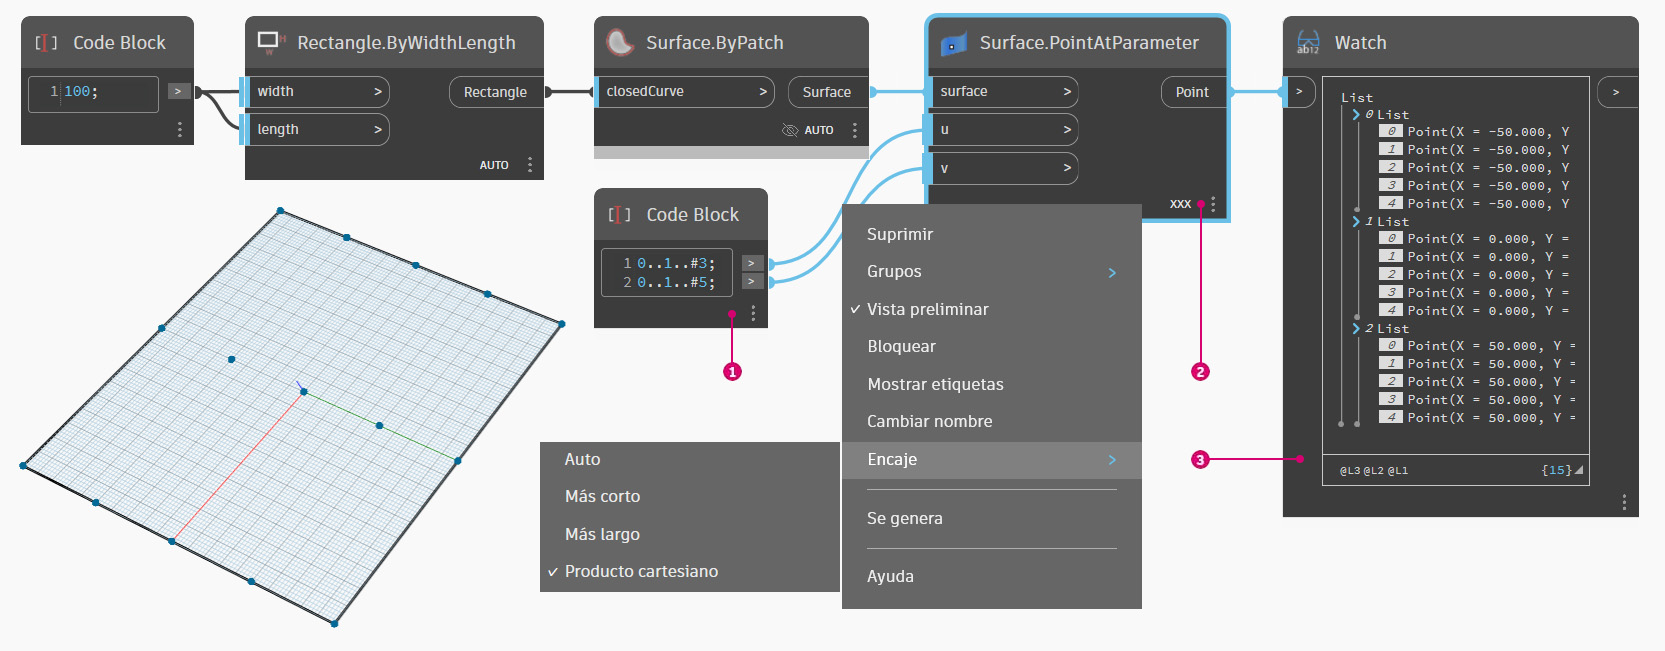 Code Block
1 100;
>
Rectangle.ByWidthLength
width >
Rectangle
length >
AUTO
Surface.ByPatch
closedCurve >
Surface
AUTO
Surface.PointAtParameter
surface >
Point
u >
v >
XXX
Watch
>
>
List
0 List
0 Point(X = -50.000, Y
1 Point(X = -50.000, Y
2 Point(X = -50.000, Y
3 Point(X = -50.000, Y
4 Point(X = -50.000, Y
1 List
0 Point(X = 0.000, Y =
1 Point(X = 0.000, Y =
2 Point(X = 0.000, Y =
3 Point(X = 0.000, Y =
4 Point(X = 0.000, Y =
2 List
0 Point(X = 50.000, Y =
1 Point(X = 50.000, Y =
2 Point(X = 50.000, Y =
3 Point(X = 50.000, Y =
4 Point(X = 50.000, Y =
@L3 @L2 @L1
{15}
Code Block
1 0..1..#3; >
2 0..1..#5; >
1
2
3
Suprimir
Grupos >
✓ Vista preliminar
Bloquear
Mostrar etiquetas
Cambiar nombre
Encaje >
Se genera
Ayuda
Auto
Más corto
Más largo
✓ Producto cartesiano